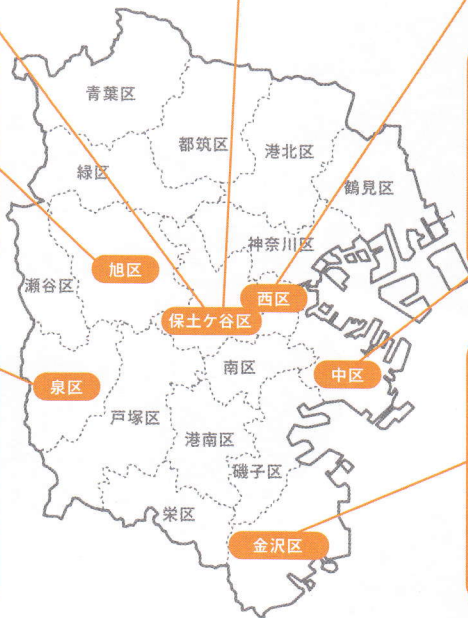 青葉区
都筑区
港北区
緑区
鶴見区
神奈川区
旭区
瀬谷区
西区
保土ケ谷区
南区
中区
泉区
戸塚区
港南区
磯子区
栄区
金沢区